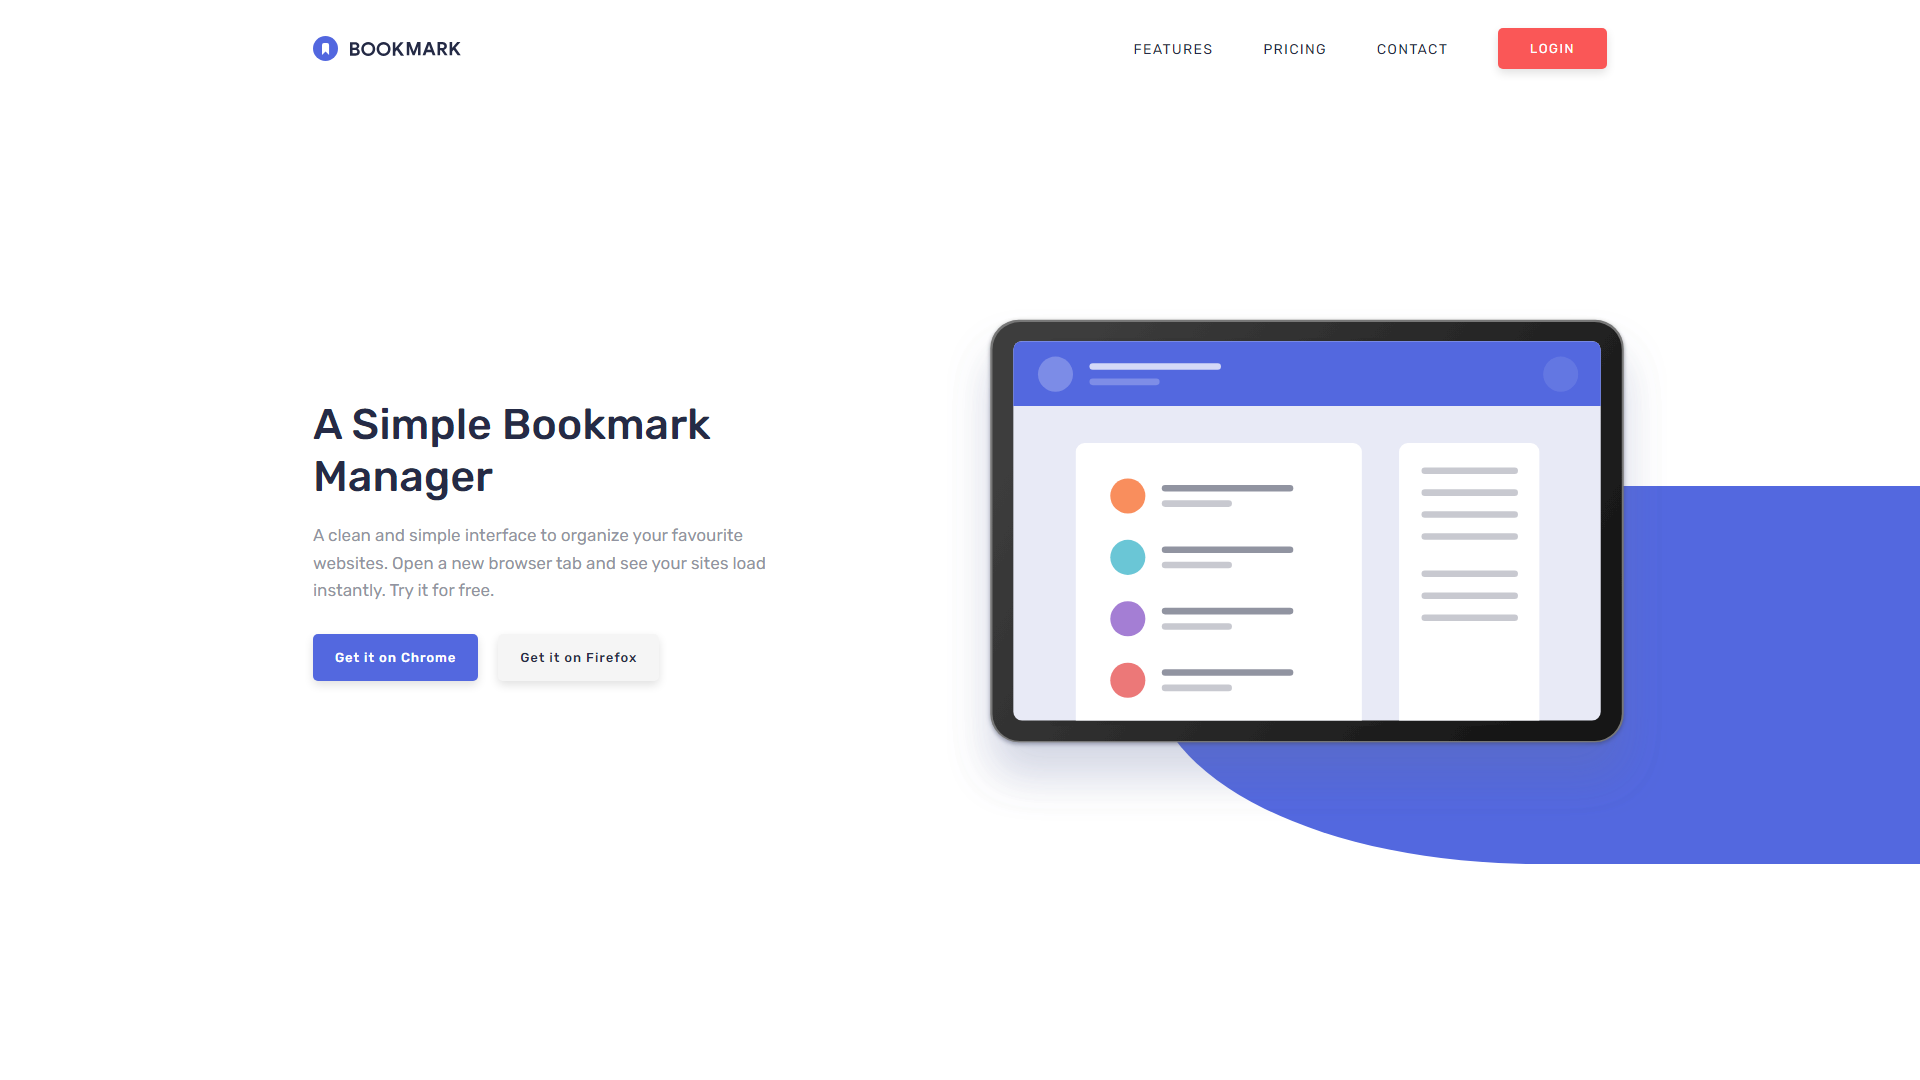 BOOKMARK
FEATURES
PRICING
CONTACT
LOGIN
A Simple Bookmark
Manager
A clean and simple interface to organize your favourite
websites. Open a new browser tab and see your sites load
instantly. Try it for free.
Get it on Chrome
Get it on Firefox